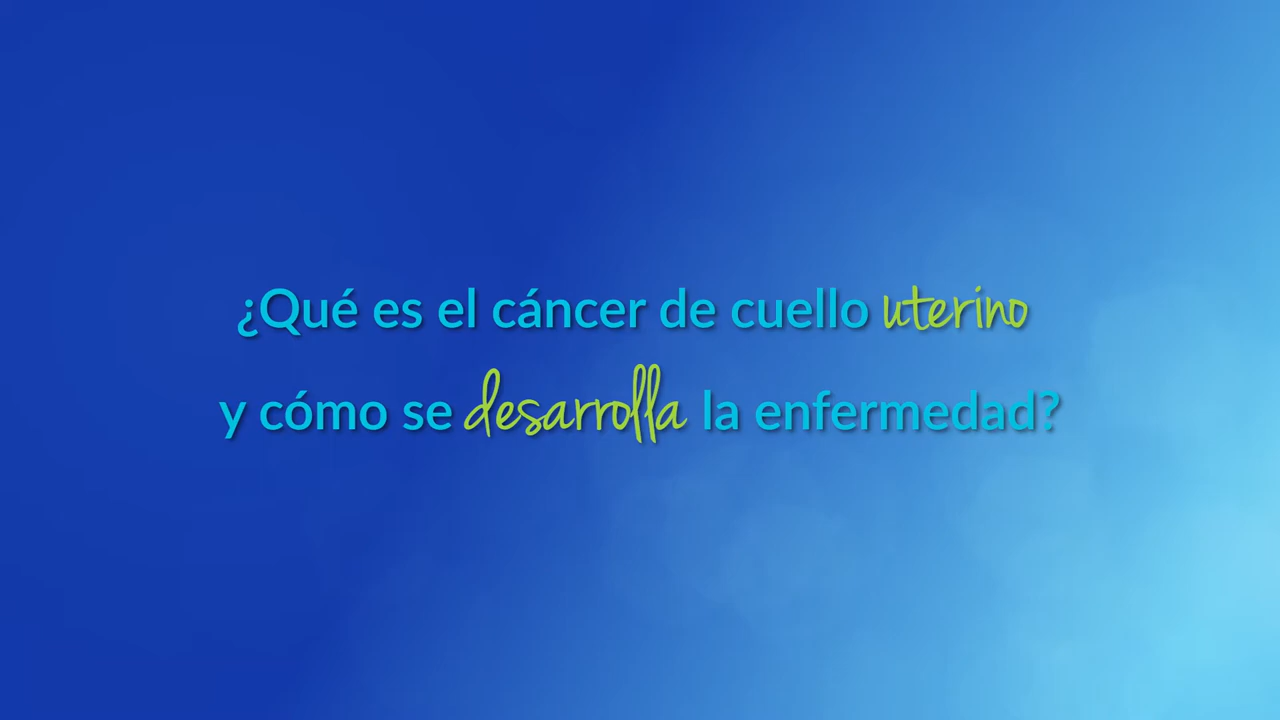 ¿Qué es el cáncer de cuello uterino
y cómo se desarrolla la enfermedad?